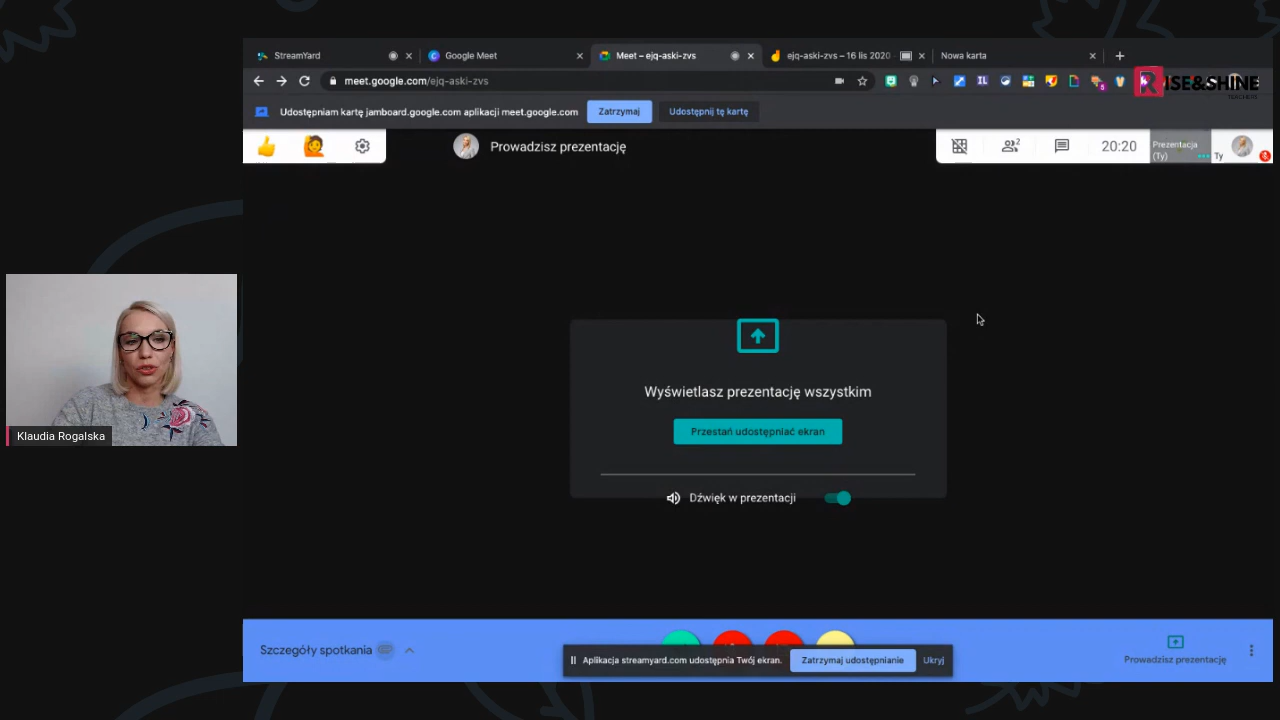 StreamYard
Google Meet
Meet – ejq-aski-zvs
ejq-aski-zvs – 16 lis 2020
Nowa karta
meet.google.com/ejq-aski-zvs
ISE&SHINE
TEACHERS
Udostępniam kartę jamboard.google.com aplikacji meet.google.com
Zatrzymaj
Udostępnij tę kartę
Prowadzisz prezentację
2
20:20
Prezentacja
(Ty)
Ty
Wyświetlasz prezentację wszystkim
Przestań udostępniać ekran
Dźwięk w prezentacji
Klaudia Rogalska
Szczegóły spotkania
Aplikacja streamyard.com udostępnia Twój ekran.
Zatrzymaj udostępnianie
Ukryj
Prowadzisz prezentację